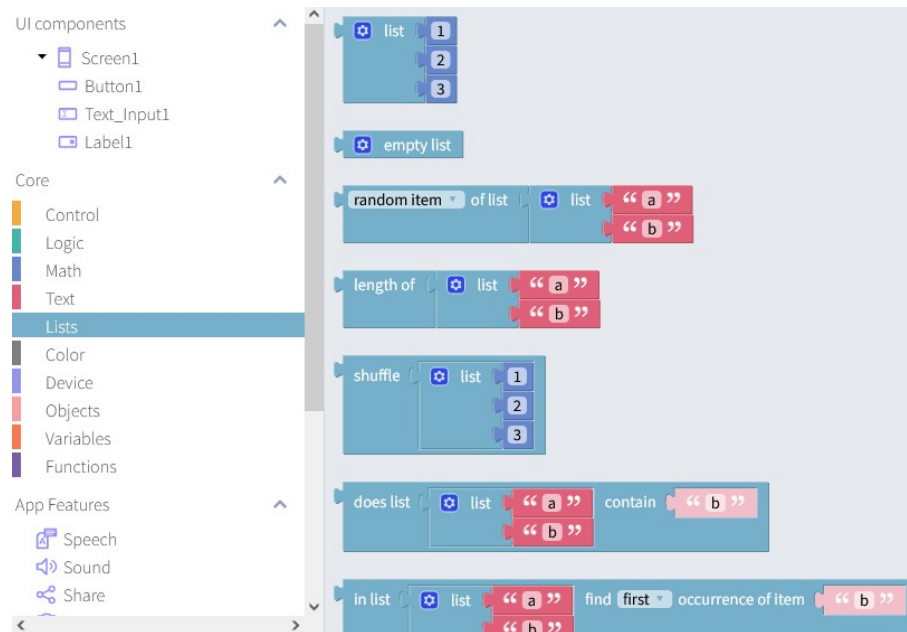 UI components
Screen1
Button1
Text_Input1
Label1
Core
Control
Logic
Math
Text
Lists
Color
Device
Objects
Variables
Functions
App Features
Speech
Sound
Share
list 1
2
3
empty list
random item of list list “ a ”
“ b ”
length of list “ a ”
“ b ”
shuffle list 1
2
3
does list list “ a ” contain “ b ”
“ b ”
in list list “ a ” find first occurrence of item “ b ”
“ b ”